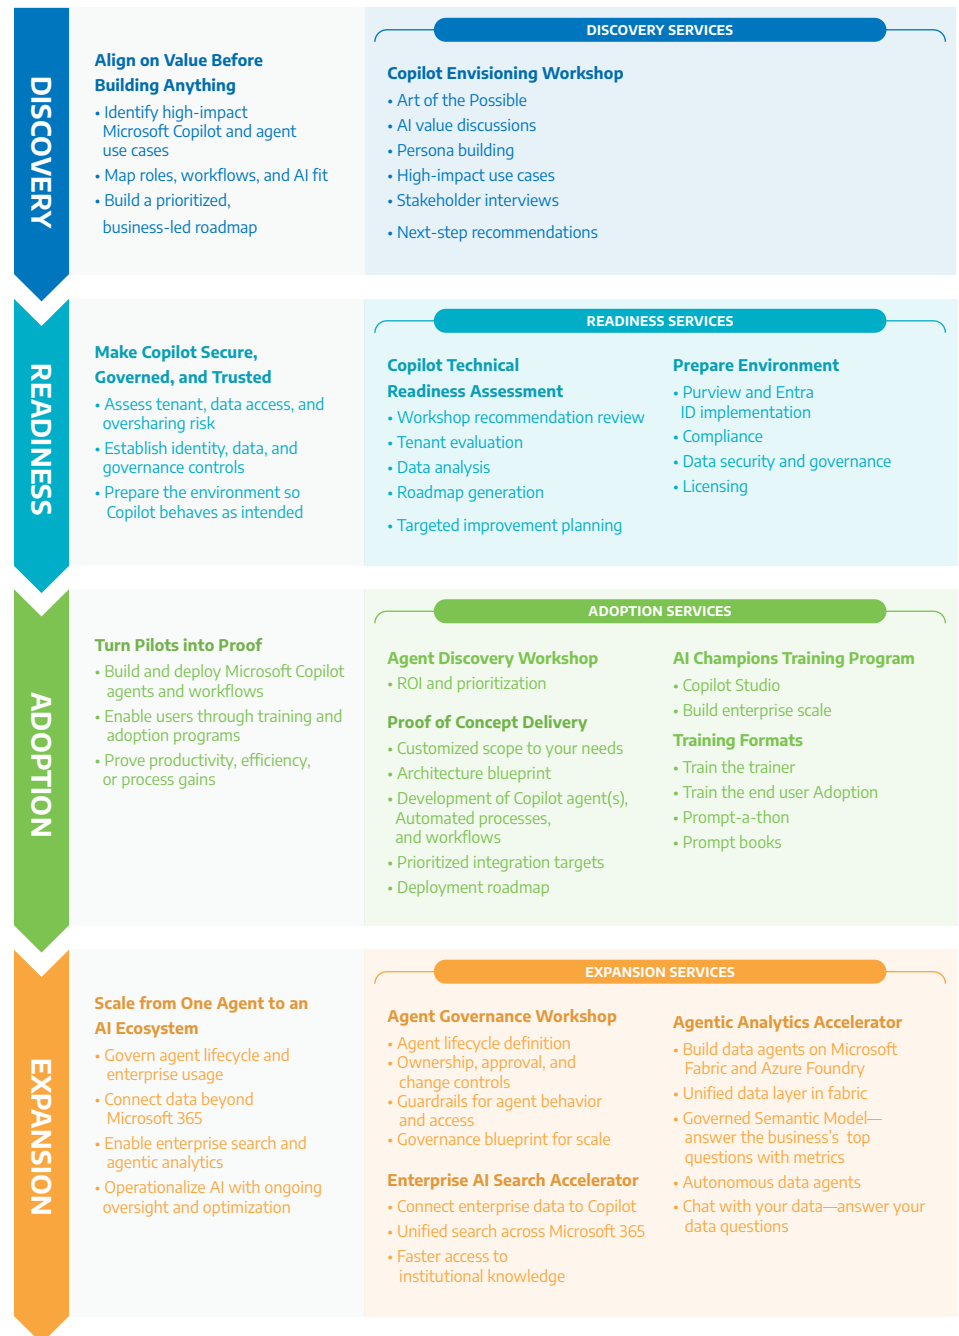 DISCOVERY
Align on Value Before
Building Anything
• Identify high-impact
Microsoft Copilot and agent
use cases
• Map roles, workflows, and AI fit
• Build a prioritized,
business-led roadmap
DISCOVERY SERVICES
Copilot Envisioning Workshop
• Art of the Possible
• AI value discussions
• Persona building
• High-impact use cases
• Stakeholder interviews
• Next-step recommendations
READINESS
Make Copilot Secure,
Governed, and Trusted
• Assess tenant, data access, and
oversharing risk
• Establish identity, data, and
governance controls
• Prepare the environment so
Copilot behaves as intended
READINESS SERVICES
Copilot Technical
Readiness Assessment
• Workshop recommendation review
• Tenant evaluation
• Data analysis
• Roadmap generation
• Targeted improvement planning
Prepare Environment
• Purview and Entra
ID implementation
• Compliance
• Data security and governance
• Licensing
ADOPTION
Turn Pilots into Proof
• Build and deploy Microsoft Copilot
agents and workflows
• Enable users through training and
adoption programs
• Prove productivity, efficiency,
or process gains
ADOPTION SERVICES
Agent Discovery Workshop
• ROI and prioritization
Proof of Concept Delivery
• Customized scope to your needs
• Architecture blueprint
• Development of Copilot agent(s),
Automated processes,
and workflows
• Prioritized integration targets
• Deployment roadmap
AI Champions Training Program
• Copilot Studio
• Build enterprise scale
Training Formats
• Train the trainer
• Train the end user Adoption
• Prompt-a-thon
• Prompt books
EXPANSION
Scale from One Agent to an
AI Ecosystem
• Govern agent lifecycle and
enterprise usage
• Connect data beyond
Microsoft 365
• Enable enterprise search and
agentic analytics
• Operationalize AI with ongoing
oversight and optimization
EXPANSION SERVICES
Agent Governance Workshop
• Agent lifecycle definition
• Ownership, approval, and
change controls
• Guardrails for agent behavior
and access
• Governance blueprint for scale
Enterprise AI Search Accelerator
• Connect enterprise data to Copilot
• Unified search across Microsoft 365
• Faster access to
institutional knowledge
Agentic Analytics Accelerator
• Build data agents on Microsoft
Fabric and Azure Foundry
• Unified data layer in fabric
• Governed Semantic Model—
answer the business's top
questions with metrics
• Autonomous data agents
• Chat with your data—answer your
data questions